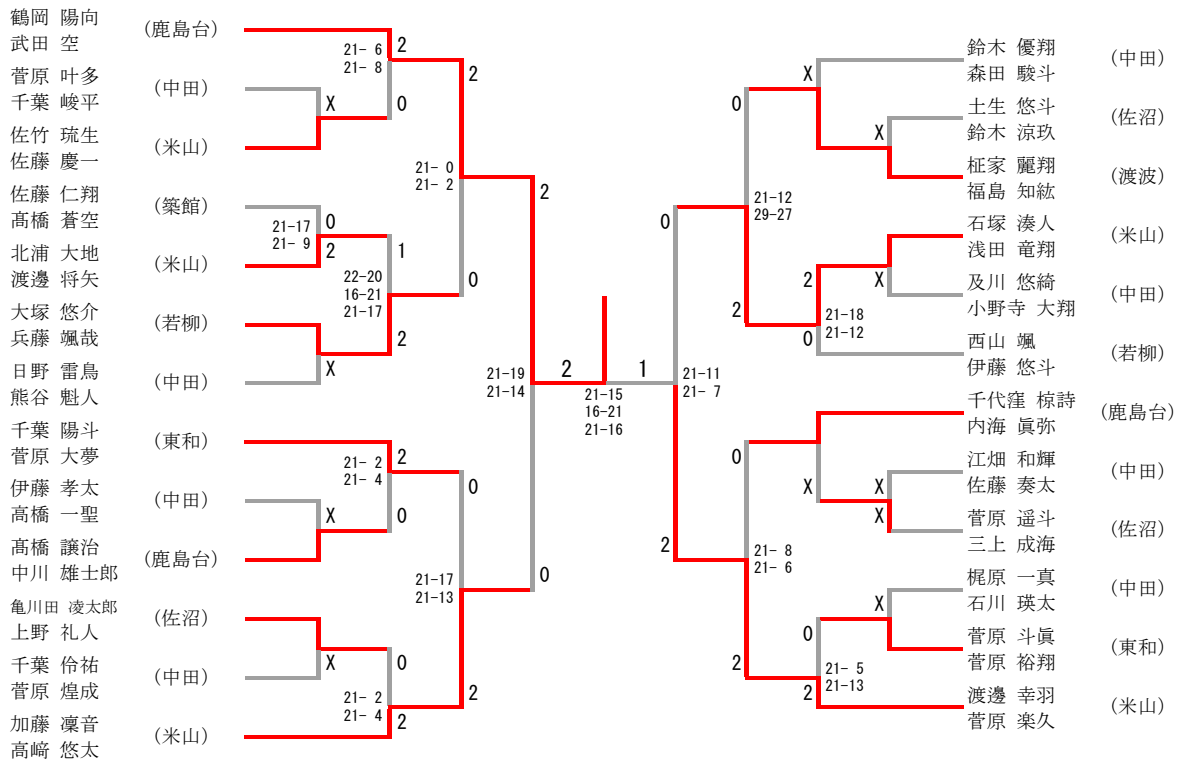 鶴岡 陽向
武田 空
(鹿島台)
菅原 叶多
千葉 峻平
(中田)
佐竹 琉生
佐藤 慶一
(米山)
佐藤 仁翔
髙橋 蒼空
(築館)
北浦 大地
渡邊 将矢
(米山)
大塚 悠介
兵藤 颯哉
(若柳)
日野 雷鳥
熊谷 魁人
(中田)
千葉 陽斗
菅原 大夢
(東和)
伊藤 孝太
高橋 一聖
(中田)
髙橋 譲治
中川 雄士郎
(鹿島台)
亀川田 凌太郎
上野 礼人
(佐沼)
千葉 伶祐
菅原 煌成
(中田)
加藤 凜音
高﨑 悠太
(米山)
21- 6
21- 8
2
0
X
21-17
21- 9
0
2
22-20
16-21
21-17
1
2
X
21- 0
21- 2
2
0
21- 2
21- 4
2
0
X
X
21- 2
21- 4
0
2
21-17
21-13
0
2
21-19
21-14
2
0
2
1
21-15
16-21
21-16
21-11
21- 7
0
2
21-12
29-27
0
2
X
X
2
X
0
21-18
21-12
21- 8
21- 6
0
2
X
X
X
X
0
2
21- 5
21-13
鈴木 優翔
森田 駿斗
(中田)
土生 悠斗
鈴木 涼玖
(佐沼)
柾家 麗翔
福島 知紘
(渡波)
石塚 湊人
浅田 竜翔
(米山)
及川 悠綺
小野寺 大翔
(中田)
西山 颯
伊藤 悠斗
(若柳)
千代窪 椋詩
内海 眞弥
(鹿島台)
江畑 和輝
佐藤 奏太
(中田)
菅原 遥斗
三上 成海
(佐沼)
梶原 一真
石川 瑛太
(中田)
菅原 斗眞
菅原 裕翔
(東和)
渡邊 幸羽
菅原 楽久
(米山)